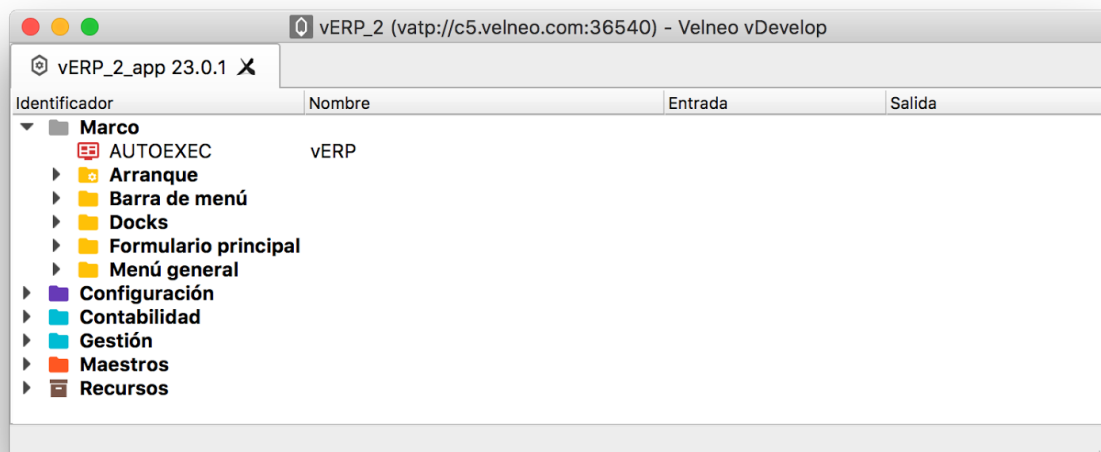 vERP_2 (vatp://c5.velneo.com:36540) - Velneo vDevelop
vERP_2_app 23.0.1
Identificador Nombre Entrada Salida
Marco
AUTOEXEC vERP
Arranque
Barra de menú
Docks
Formulario principal
Menú general
Configuración
Contabilidad
Gestión
Maestros
Recursos